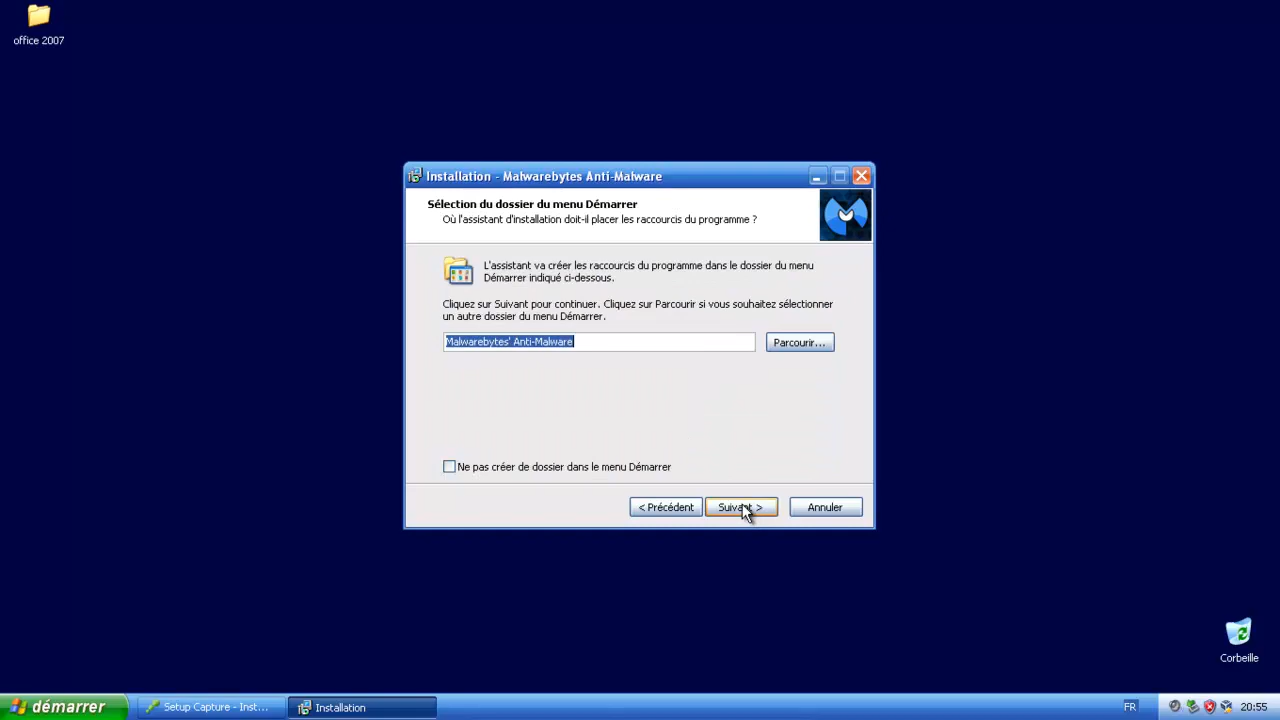 office 2007
Installation - Malwarebytes Anti-Malware
Sélection du dossier du menu Démarrer
Où l'assistant d'installation doit-il placer les raccourcis du programme ?
L'assistant va créer les raccourcis du programme dans le dossier du menu
Démarrer indiqué ci-dessous.
Cliquez sur Suivant pour continuer. Cliquez sur Parcourir si vous souhaitez sélectionner
un autre dossier du menu Démarrer.
Malwarebytes' Anti-Malware
Parcourir...
Ne pas créer de dossier dans le menu Démarrer
< Précédent
Suivant >
Annuler
Corbeille
démarrer
Setup Capture - Inst...
Installation
FR
20:55